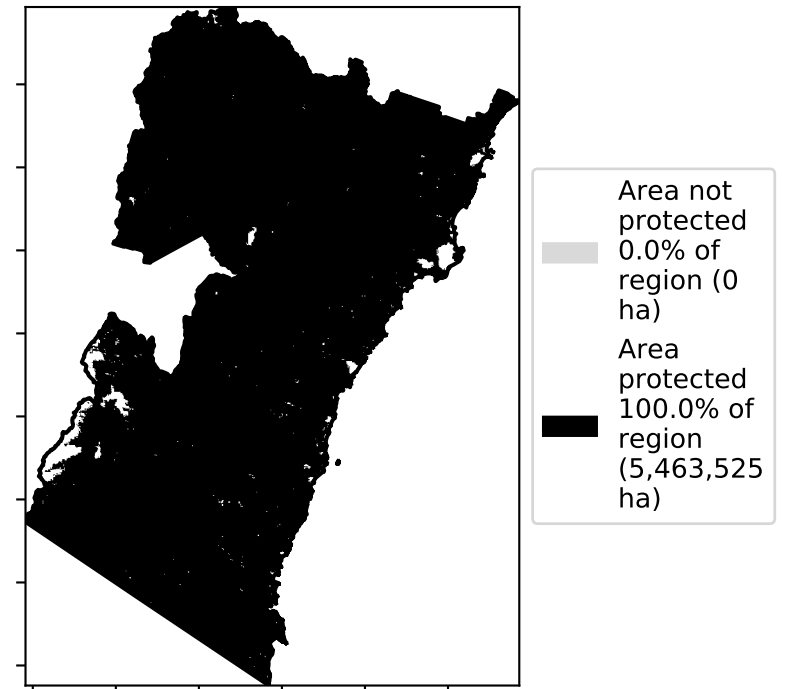 Area not
protected
0.0% of
region (0
ha)
Area
protected
100.0% of
region
(5,463,525
ha)